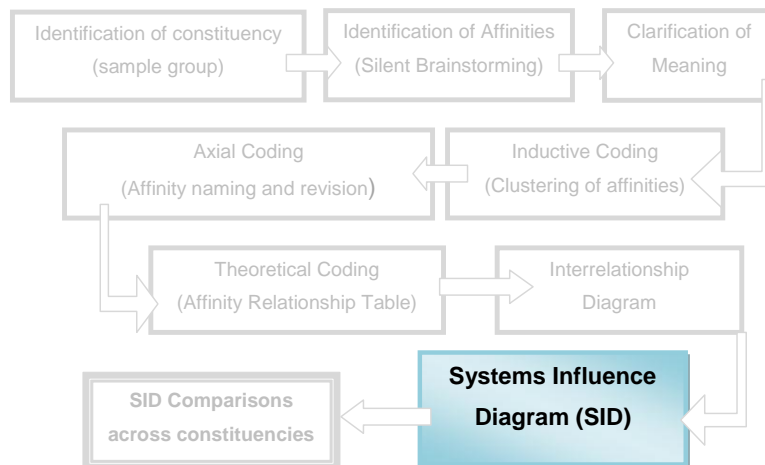 Identification of constituency
(sample group)
Identification of Affinities
(Silent Brainstorming)
Clarification of
Meaning
Axial Coding
(Affinity naming and revision)
Inductive Coding
(Clustering of affinities)
Theoretical Coding
(Affinity Relationship Table)
Interrelationship
Diagram
SID Comparisons
across constituencies
Systems Influence
Diagram (SID)